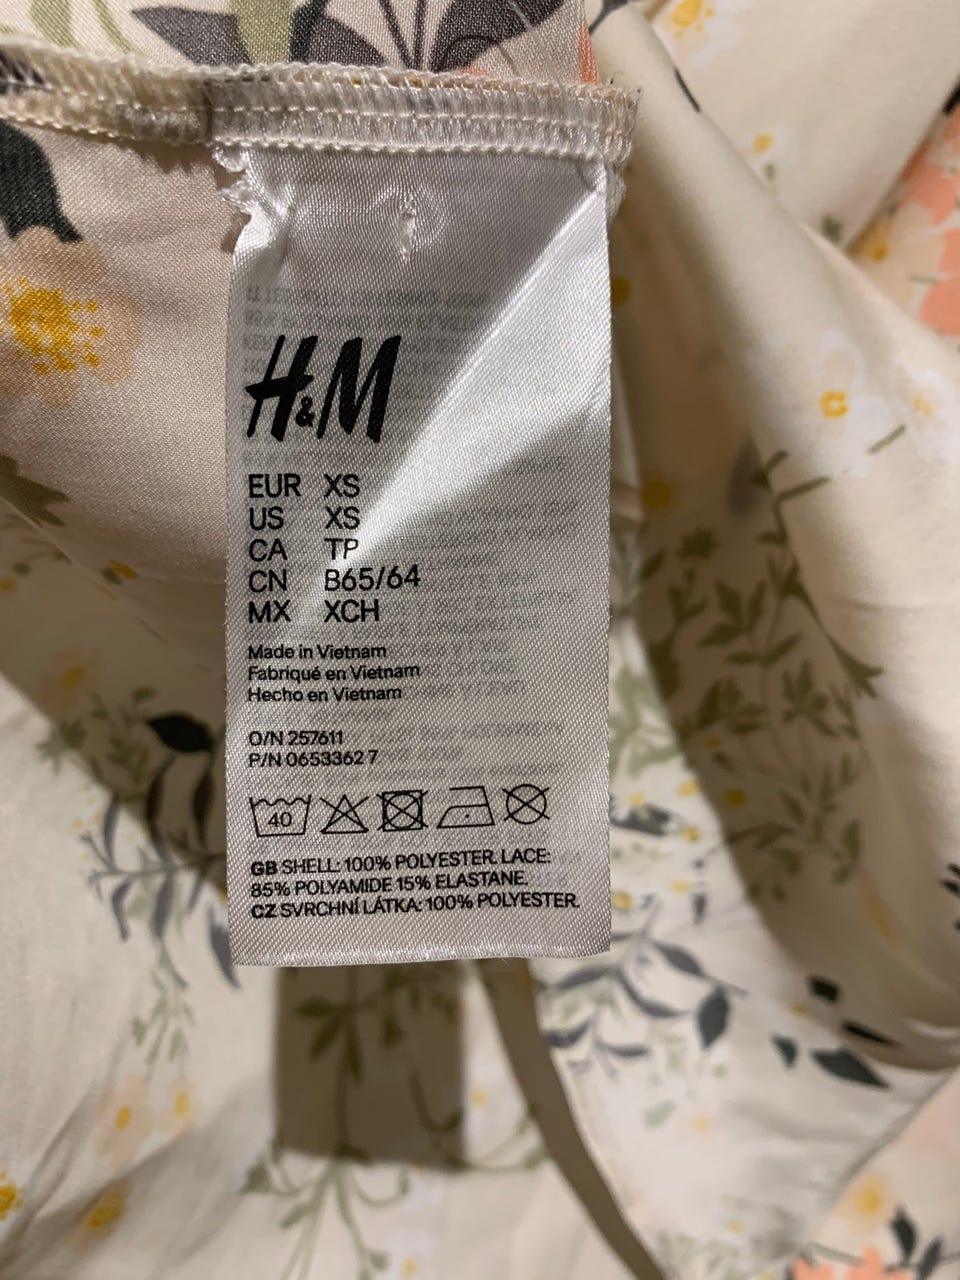 H&M
EUR XS
US XS
CA TP
CN B65/64
MX XCH
Made in Vietnam
Fabriqué en Vietnam
Hecho en Vietnam
O/N 257611
P/N 06533627
40
GB SHELL: 100% POLYESTER. LACE:
85% POLYAMIDE 15% ELASTANE.
CZ SVRCHNÍ LÁTKA: 100% POLYESTER.